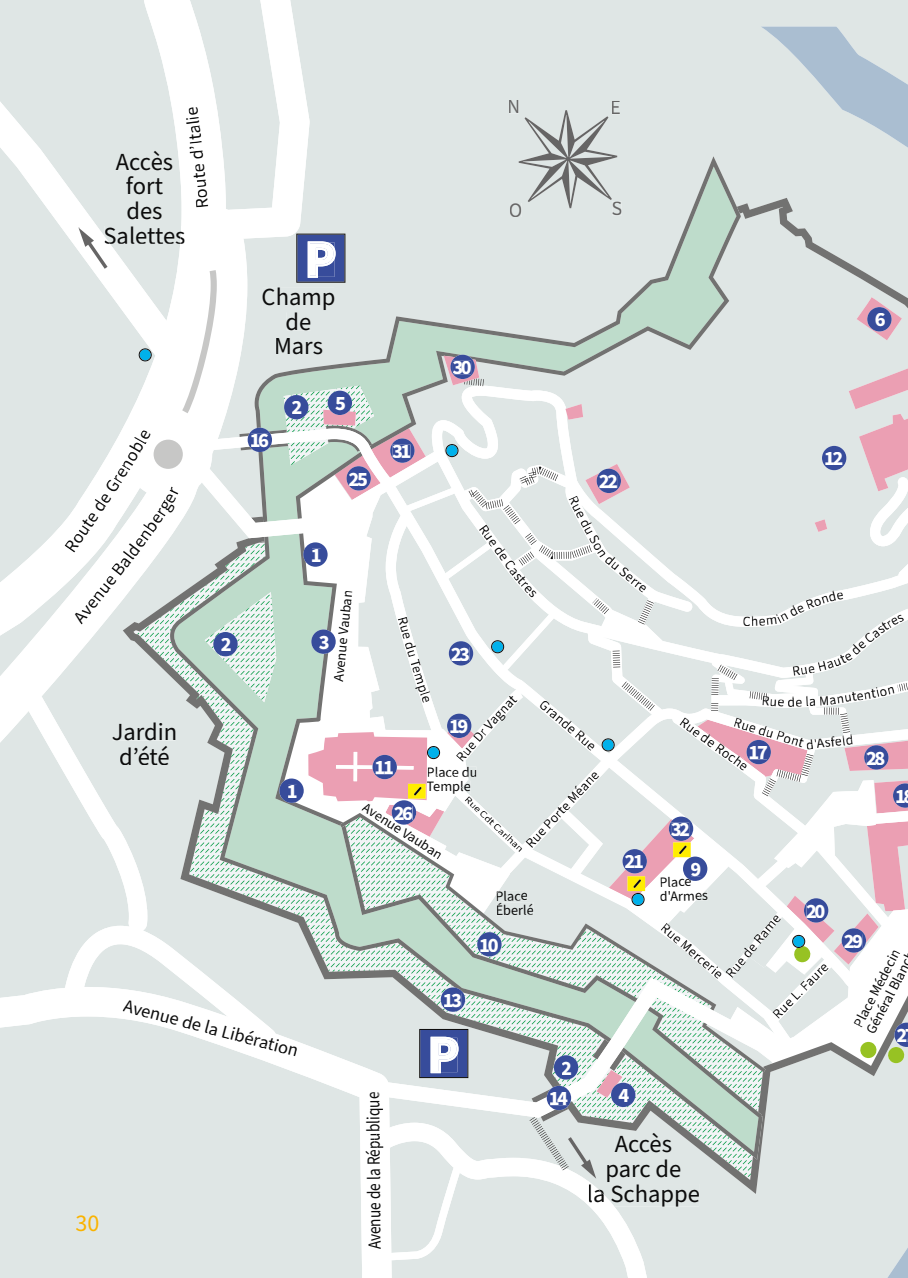 N
E
O
S
Route d'Italie
Accès
fort
des
Salettes
P
Champ
de
Mars
6
30
2
5
16
31
12
25
22
Route de Grenoble
Avenue Baldenberger
1
Rue de Castres
Rue du Son du Serre
Chemin de Ronde
Avenue Vauban
3
2
Rue du Temple
23
Rue Haute de Castres
Rue de la Manutention
Jardin
d'été
19
Rue Dr Vagnat
Grande Rue
Rue de Roche
Rue du Pont d'Asfeld
17
28
11
Place du
Temple
1
26
Avenue Vauban
Rue Cdt Carlhan
Rue Porte Méane
18
32
21
9
Place
d'Armes
Place
Éberlé
20
29
10
Rue Mercerie
Rue de Rame
Rue L. Faure
Place Médecin
Général Blanch
13
Avenue de la Libération
P
2
14
4
Accès
parc de
la Schappe
Avenue de la République
30